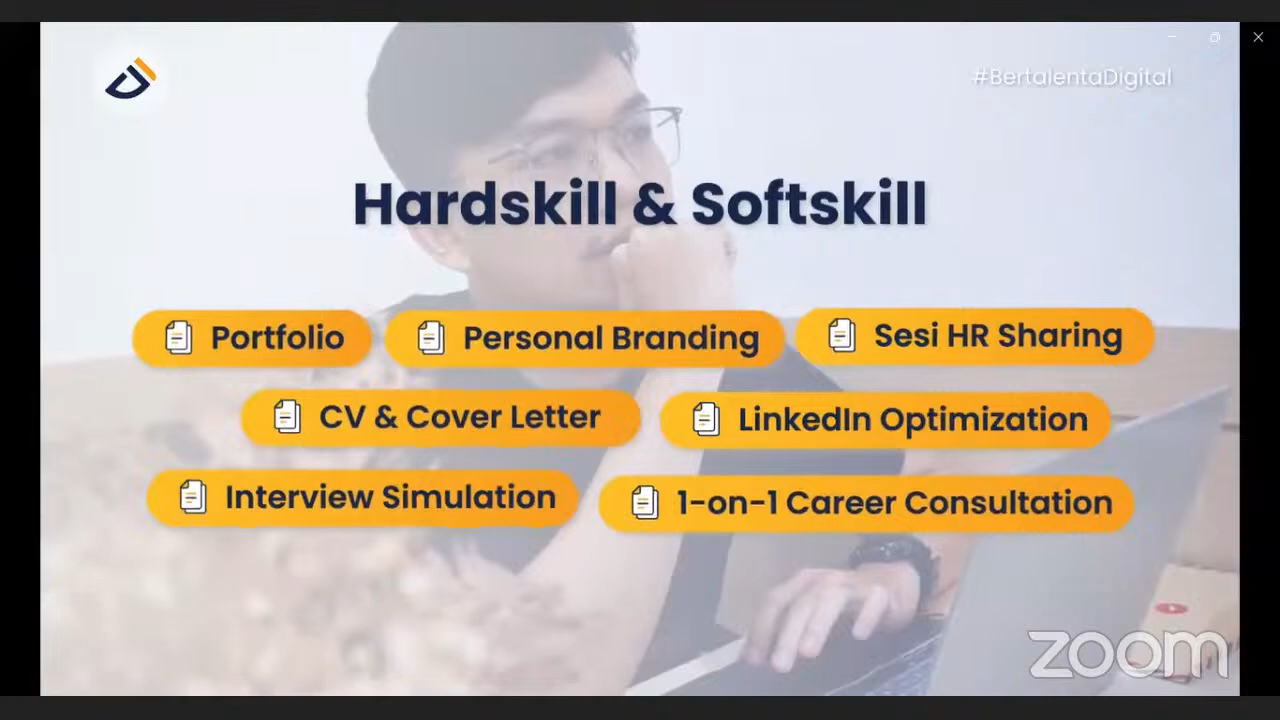 #BertalentaDigital
Hardskill & Softskill
Portfolio
Personal Branding
Sesi HR Sharing
CV & Cover Letter
LinkedIn Optimization
Interview Simulation
1-on-1 Career Consultation
zoom